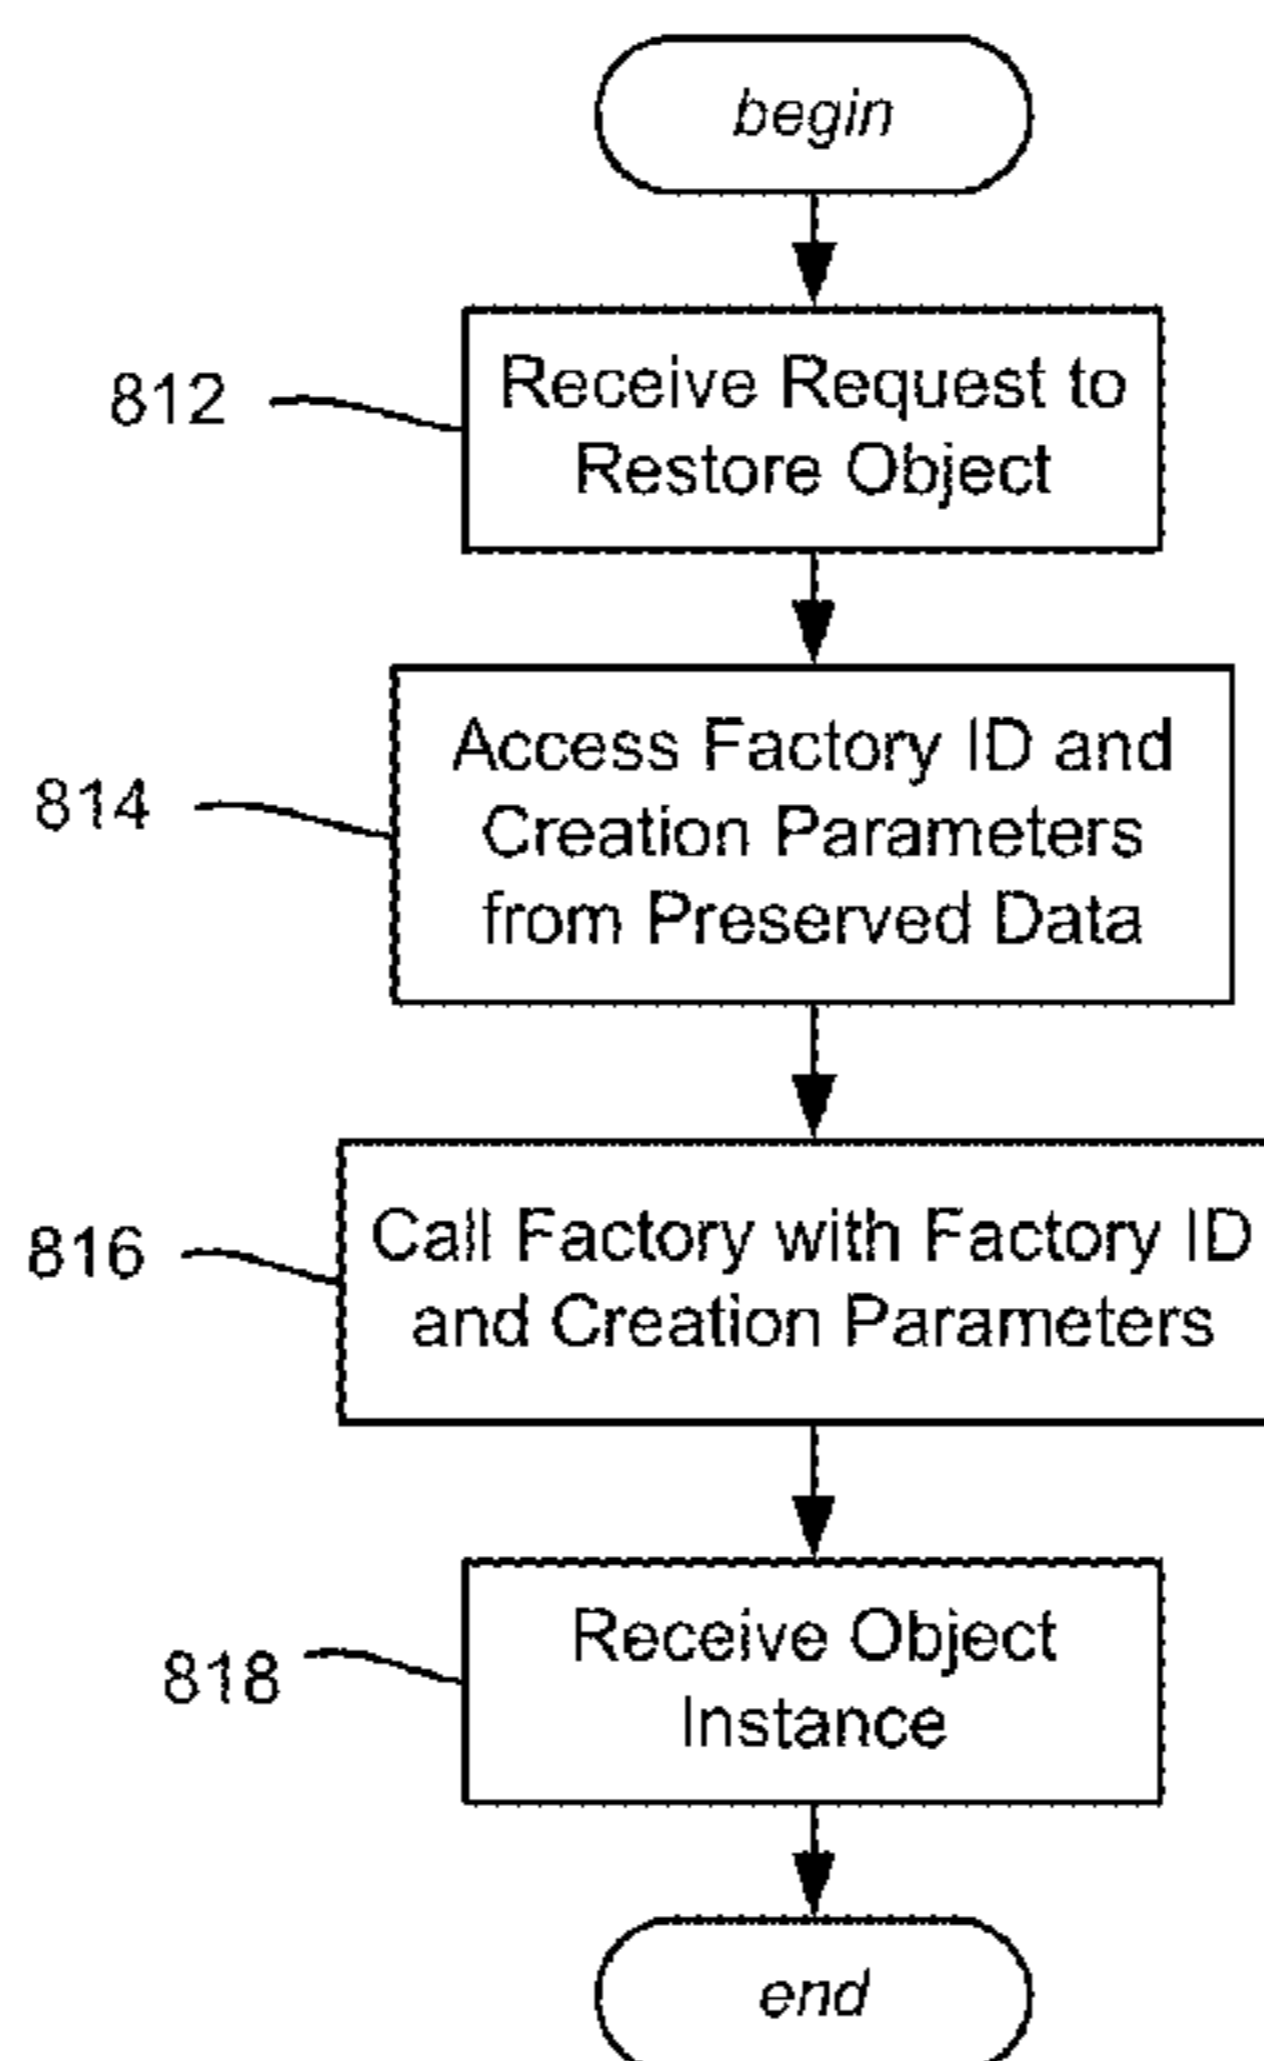 begin
812
Receive Request to
Restore Object
814
Access Factory ID and
Creation Parameters
from Preserved Data
816
Call Factory with Factory ID
and Creation Parameters
818
Receive Object
Instance
end